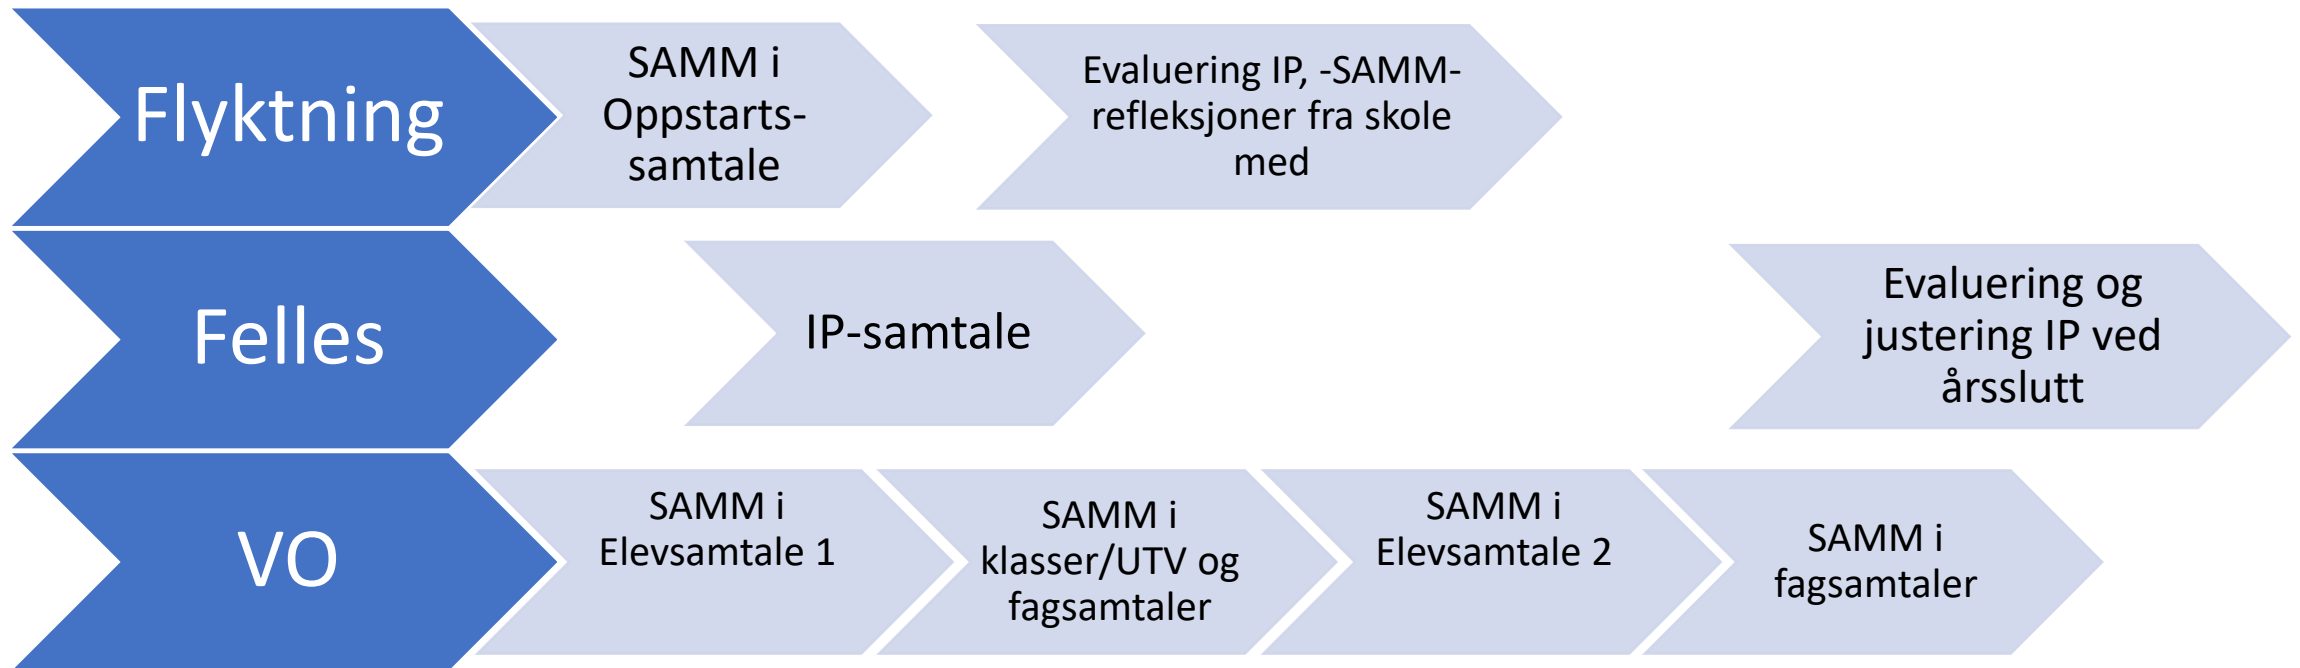 Flyktning
SAMM i
Oppstarts-
samtale
Evaluering IP, -SAMM-
refleksjoner fra skole
med
Felles
IP-samtale
Evaluering og
justering IP ved
årsslutt
VO
SAMM i
Elevsamtale 1
SAMM i
klasser/UTV og
fagsamtaler
SAMM i
Elevsamtale 2
SAMM i
fagsamtaler